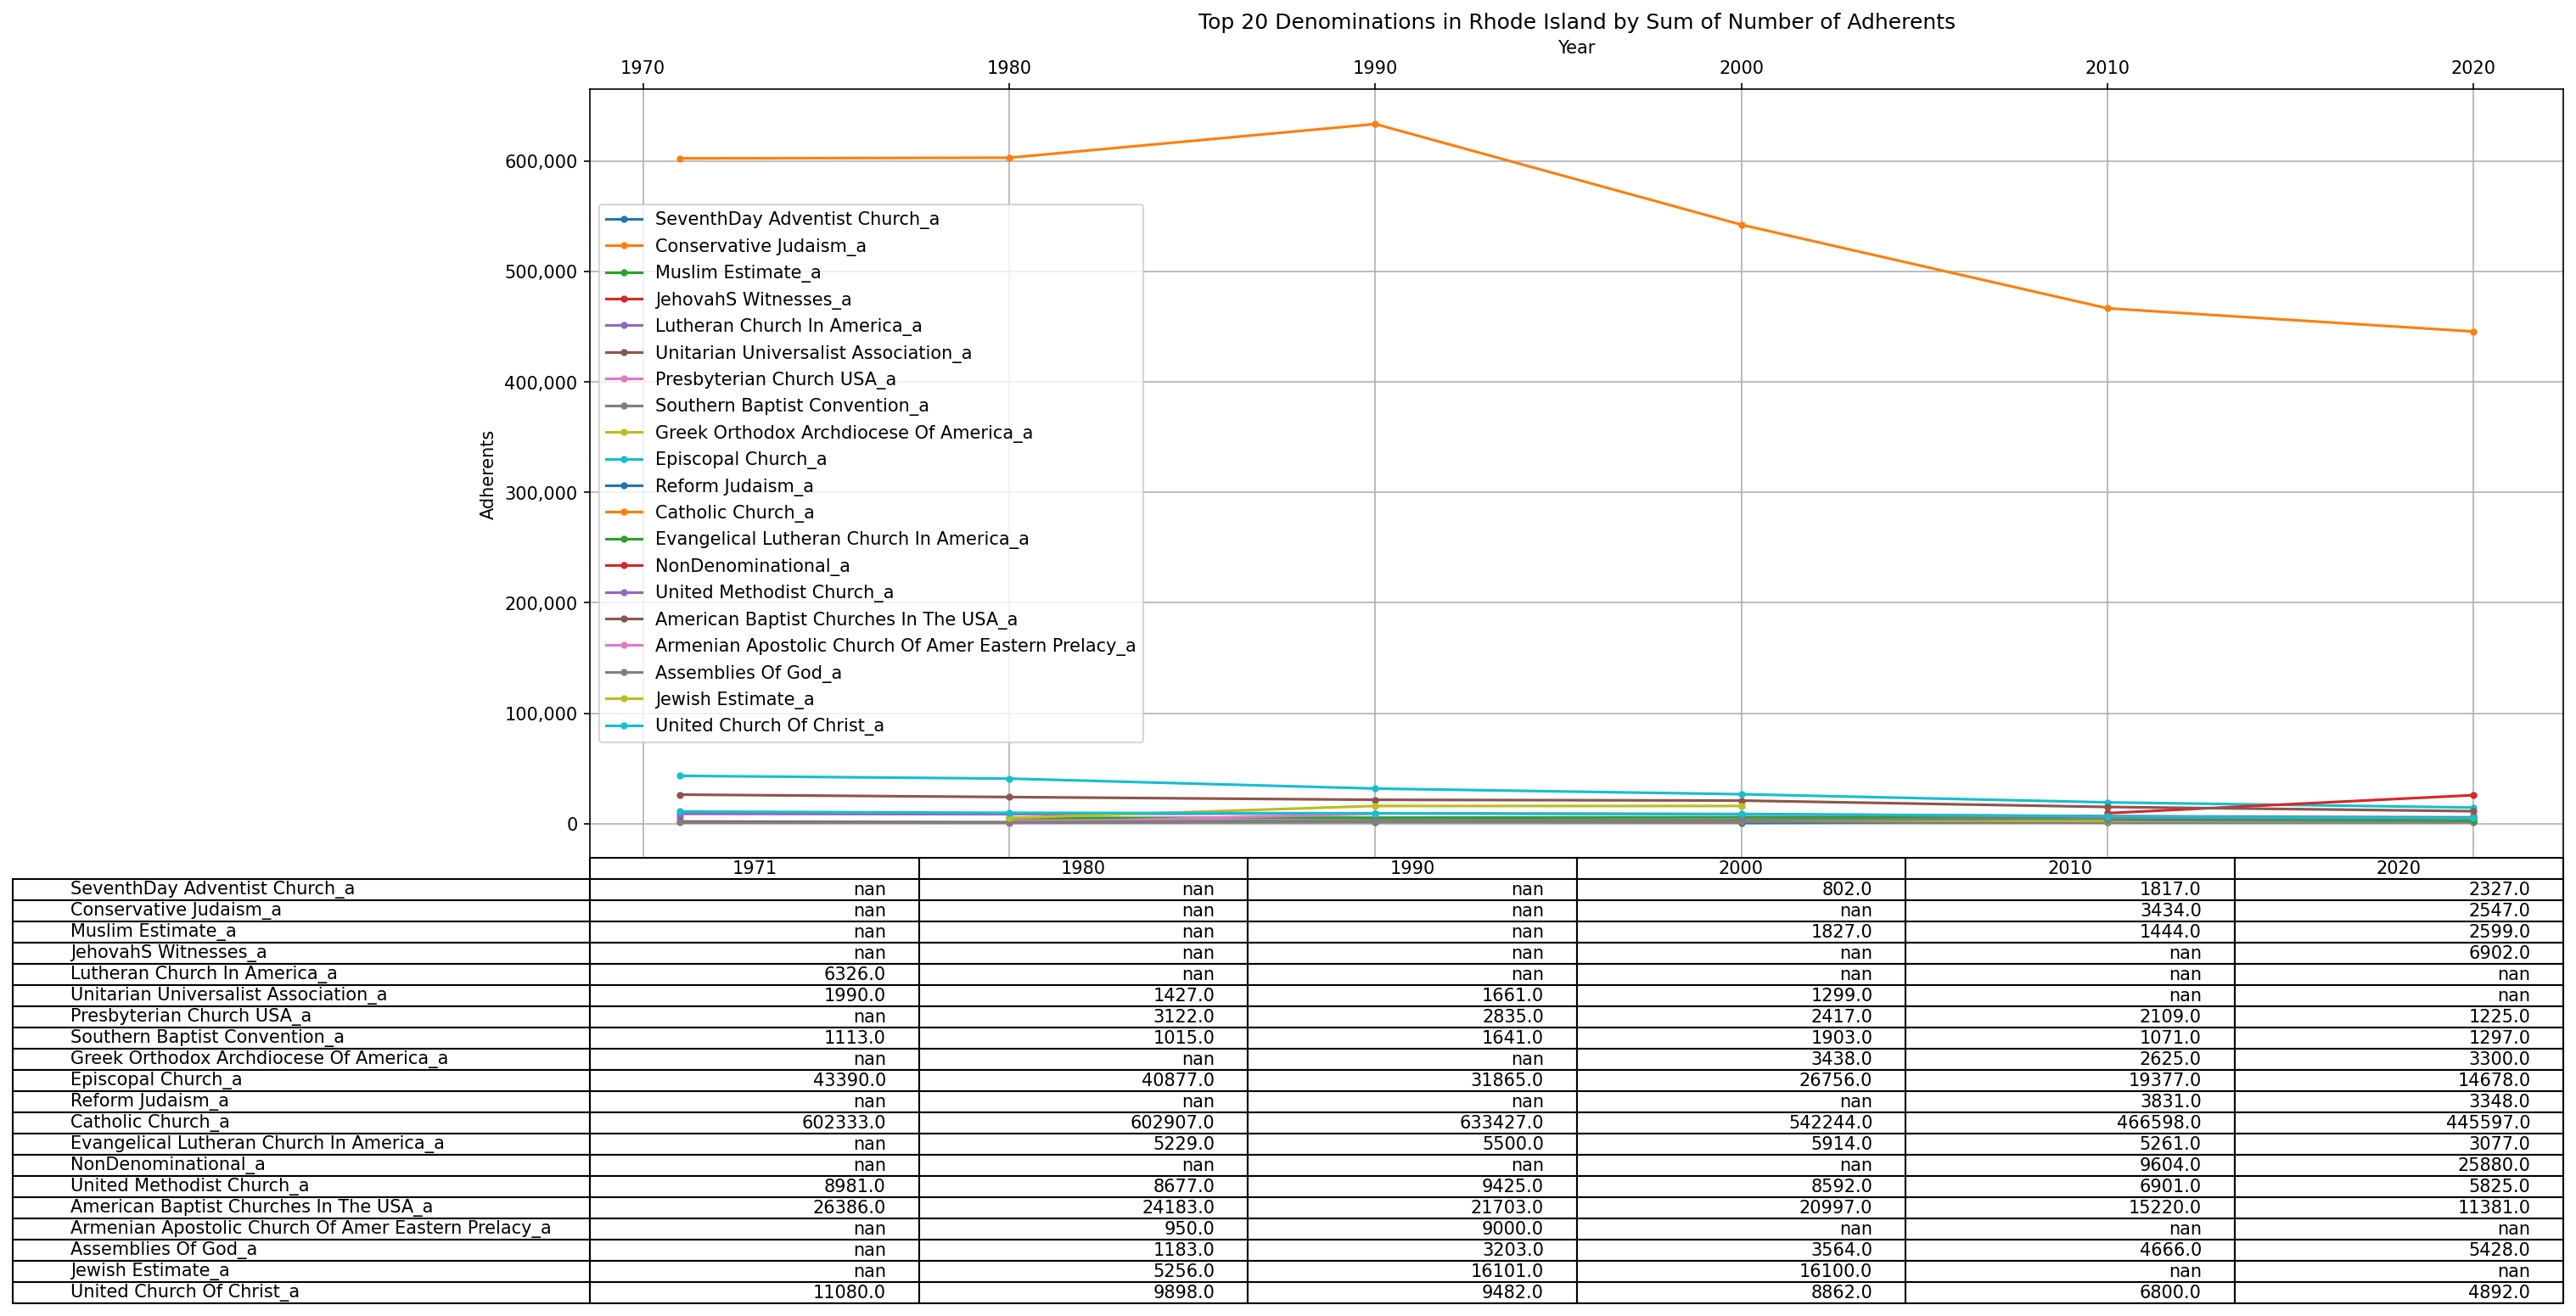 Top 20 Denominations in Rhode Island by Sum of Number of Adherents
Year
1970 1980 1990 2000 2010 2020
600,000
500,000
400,000
300,000
200,000
100,000
0
Adherents
SeventhDay Adventist Church_a
Conservative Judaism_a
Muslim Estimate_a
JehovahS Witnesses_a
Lutheran Church In America_a
Unitarian Universalist Association_a
Presbyterian Church USA_a
Southern Baptist Convention_a
Greek Orthodox Archdiocese Of America_a
Episcopal Church_a
Reform Judaism_a
Catholic Church_a
Evangelical Lutheran Church In America_a
NonDenominational_a
United Methodist Church_a
American Baptist Churches In The USA_a
Armenian Apostolic Church Of Amer Eastern Prelacy_a
Assemblies Of God_a
Jewish Estimate_a
United Church Of Christ_a
1971 1980 1990 2000 2010 2020
SeventhDay Adventist Church_a nan nan nan 802.0 1817.0 2327.0
Conservative Judaism_a nan nan nan nan 3434.0 2547.0
Muslim Estimate_a nan nan nan 1827.0 1444.0 2599.0
JehovahS Witnesses_a nan nan nan nan nan 6902.0
Lutheran Church In America_a 6326.0 nan nan nan nan nan
Unitarian Universalist Association_a 1990.0 1427.0 1661.0 1299.0 nan nan
Presbyterian Church USA_a nan 3122.0 2835.0 2417.0 2109.0 1225.0
Southern Baptist Convention_a 1113.0 1015.0 1641.0 1903.0 1071.0 1297.0
Greek Orthodox Archdiocese Of America_a nan nan nan 3438.0 2625.0 3300.0
Episcopal Church_a 43390.0 40877.0 31865.0 26756.0 19377.0 14678.0
Reform Judaism_a nan nan nan nan 3831.0 3348.0
Catholic Church_a 602333.0 602907.0 633427.0 542244.0 466598.0 445597.0
Evangelical Lutheran Church In America_a nan 5229.0 5500.0 5914.0 5261.0 3077.0
NonDenominational_a nan nan nan nan 9604.0 25880.0
United Methodist Church_a 8981.0 8677.0 9425.0 8592.0 6901.0 5825.0
American Baptist Churches In The USA_a 26386.0 24183.0 21703.0 20997.0 15220.0 11381.0
Armenian Apostolic Church Of Amer Eastern Prelacy_a nan 950.0 9000.0 nan nan nan
Assemblies Of God_a nan 1183.0 3203.0 3564.0 4666.0 5428.0
Jewish Estimate_a nan 5256.0 16101.0 16100.0 nan nan
United Church Of Christ_a 11080.0 9898.0 9482.0 8862.0 6800.0 4892.0